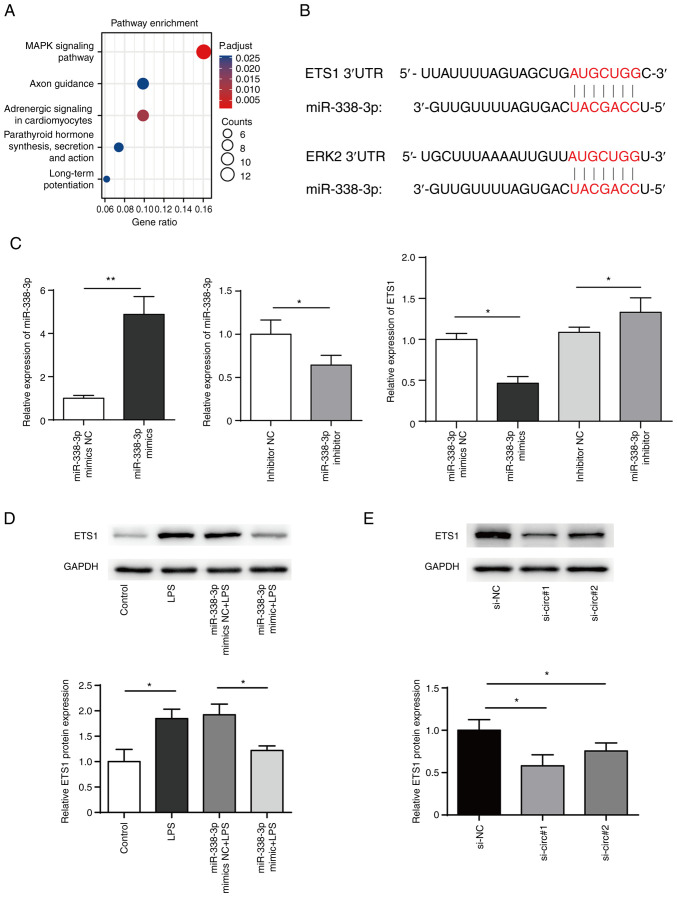 A
Pathway enrichment
MAPK signaling
pathway
Axon guidance
Adrenergic signaling
in cardiomyocytes
Parathyroid hormone
synthesis, secretion
and action
Long-term
potentiation
0.06 0.08 0.10 0.12 0.14 0.16
Gene ratio
P.adjust
0.025
0.020
0.015
0.010
0.005
Counts
6
8
10
12
B
ETS1 3′UTR 5′- UUAUUUUAGUAGCUGAUGCUGGC-3′
miR-338-3p: 3′-GUUGUUUUAGUGACUACGACCU-5′
ERK2 3′UTR 5′- UGCUUUAAAAUUGUUAUGCUGGU-3′
miR-338-3p: 3′-GUUGUUUUAGUGACUACGACCU-5′
C
Relative expression of miR-338-3p
8
6
4
2
0
**
miR-338-3p
mimics NC
miR-338-3p
mimics
Relative expression of miR-338-3p
1.5
1.0
0.5
0
*
Inhibitor NC
miR-338-3p
inhibitor
Relative expression of ETS1
2.0
1.5
1.0
0.5
0
*
*
miR-338-3p
mimics NC
miR-338-3p
mimics
Inhibitor NC
miR-338-3p
inhibitor
D
ETS1
GAPDH
Control
LPS
miR-338-3p
mimics NC+LPS
miR-338-3p
mimic+LPS
Relative ETS1 protein expression
2.5
2.0
1.5
1.0
0.5
0
*
*
Control
LPS
miR-338-3p
mimics NC+LPS
miR-338-3p
mimic+LPS
E
ETS1
GAPDH
si-NC
si-circ#1
si-circ#2
Relative ETS1 protein expression
1.5
1.0
0.5
0
*
*
si-NC
si-circ#1
si-circ#2